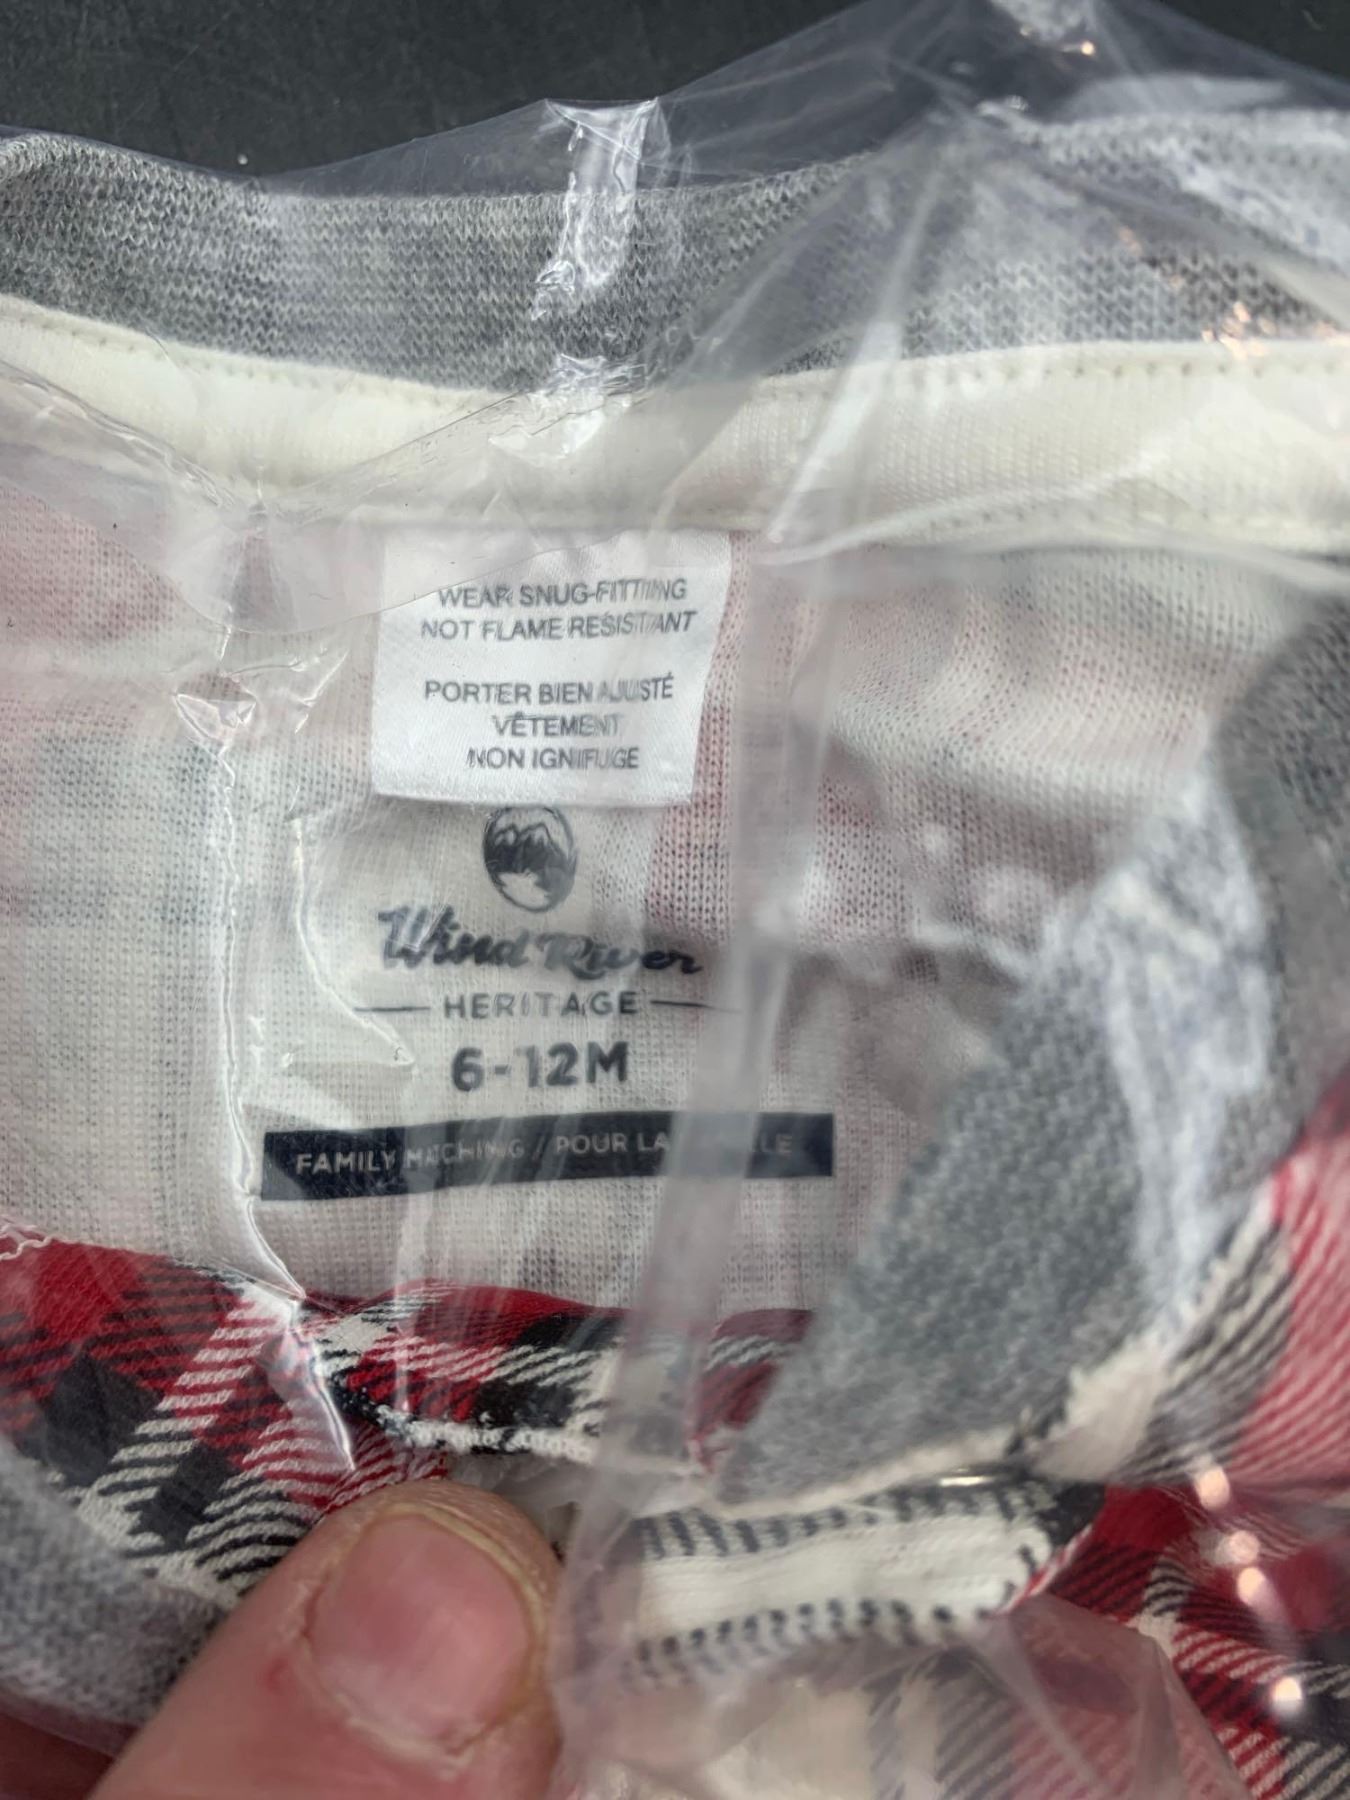 WEAR SNUG-FITTING
NOT FLAME RESISTANT
PORTER BIEN AJUSTÉ
VÊTEMENT
NON IGNIFUGE
Wind River
HERITAGE
6-12M
FAMILY MATCHING // POUR LA